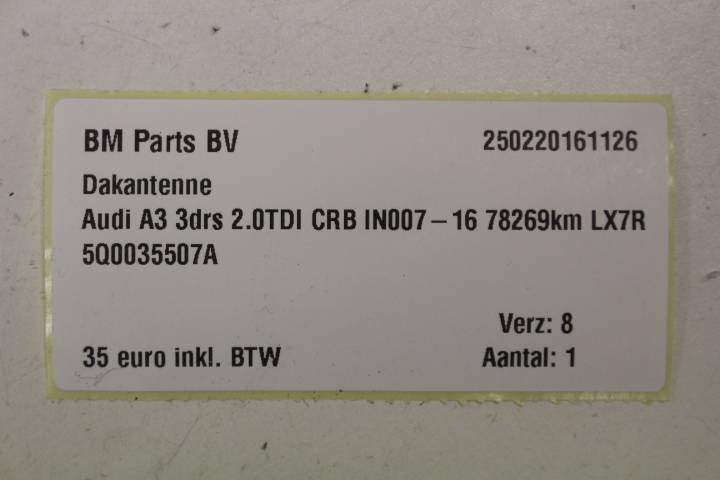 BM Parts BV 250220161126
Dakantenne
Audi A3 3drs 2.0TDI CRB IN007-16 78269km LX7R
5Q0035507A
Verz: 8
35 euro inkl. BTW Aantal: 1